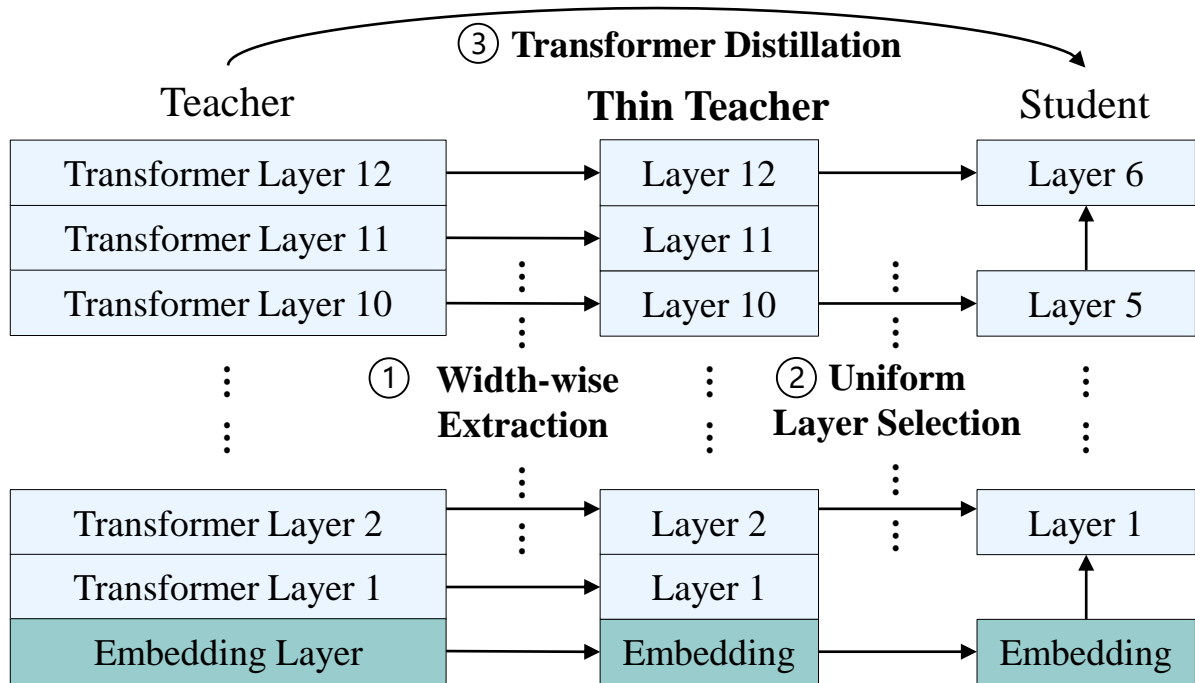 ③ Transformer Distillation
Teacher
Thin Teacher
Student
Transformer Layer 12
Layer 12
Layer 6
Transformer Layer 11
Layer 11
Transformer Layer 10
Layer 10
Layer 5
① Width-wise
Extraction
② Uniform
Layer Selection
Transformer Layer 2
Layer 2
Layer 1
Transformer Layer 1
Layer 1
Embedding Layer
Embedding
Embedding